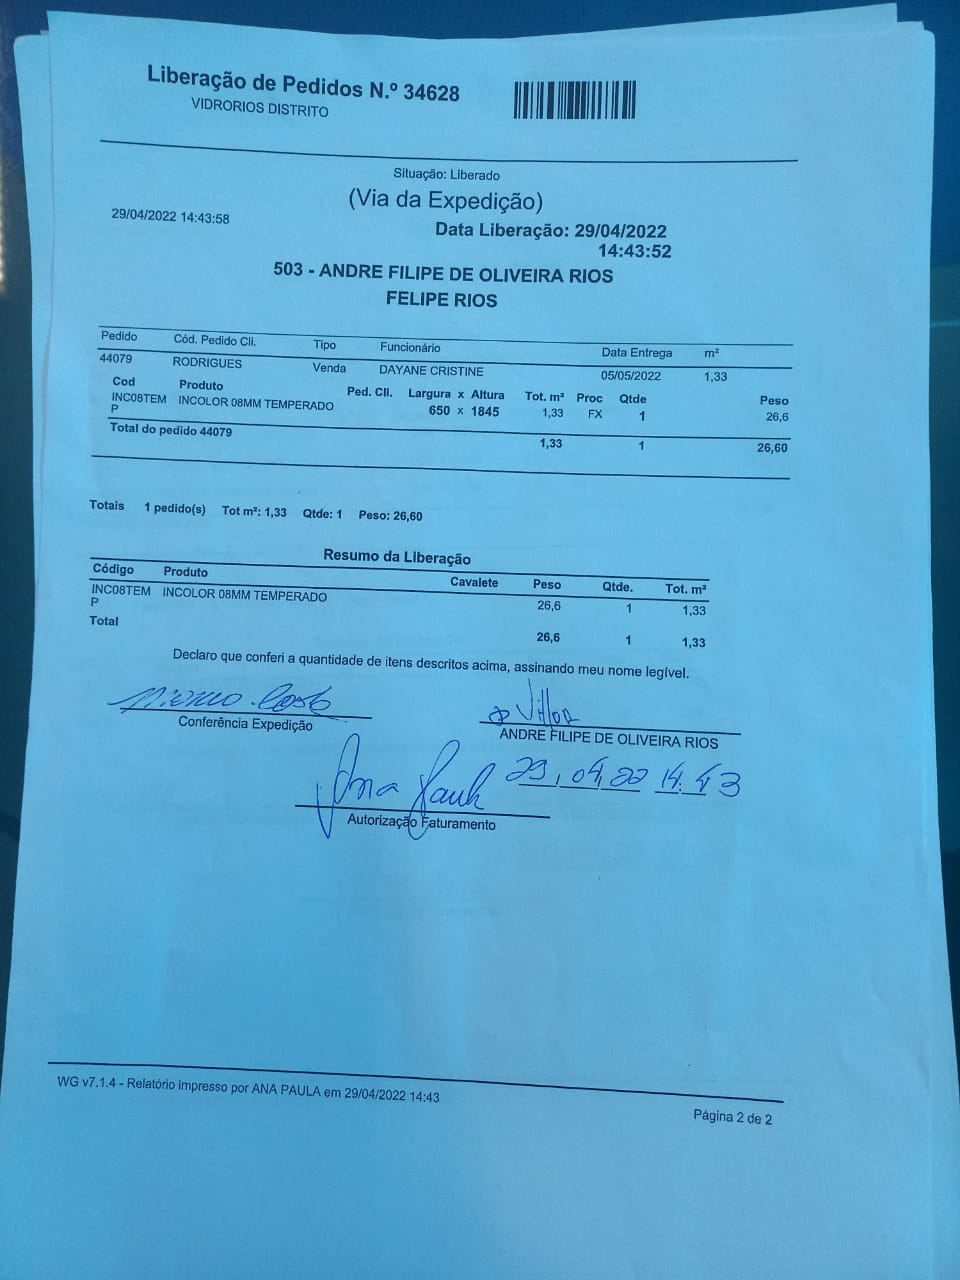 Liberação de Pedidos N.º 34628
VIDRORIOS DISTRITO
Situação: Liberado
(Via da Expedição)
29/04/2022 14:43:58
Data Liberação: 29/04/2022
14:43:52
503 - ANDRE FILIPE DE OLIVEIRA RIOS
FELIPE RIOS
Pedido Cód. Pedido Cli. Tipo Funcionário Data Entrega m²
44079 RODRIGUES Venda DAYANE CRISTINE 05/05/2022 1,33
Cod Produto Ped. Cli. Largura x Altura Tot. m² Proc Qtde Peso
INC08TEM INCOLOR 08MM TEMPERADO 650 x 1845 1,33 FX 1 26,6
P
Total do pedido 44079 1,33 1 26,60
Totais 1 pedido(s) Tot m²: 1,33 Qtde: 1 Peso: 26,60
Resumo da Liberação
Código Produto Cavalete Peso Qtde. Tot. m²
INC08TEM INCOLOR 08MM TEMPERADO 26,6 1 1,33
P
Total 26,6 1 1,33
Declaro que conferi a quantidade de itens descritos acima, assinando meu nome legível.
Conferência Expedição
ANDRE FILIPE DE OLIVEIRA RIOS
Ana Paula 29, 04, 22 14:43
Autorização Faturamento
WG v7.1.4 - Relatório impresso por ANA PAULA em 29/04/2022 14:43
Página 2 de 2